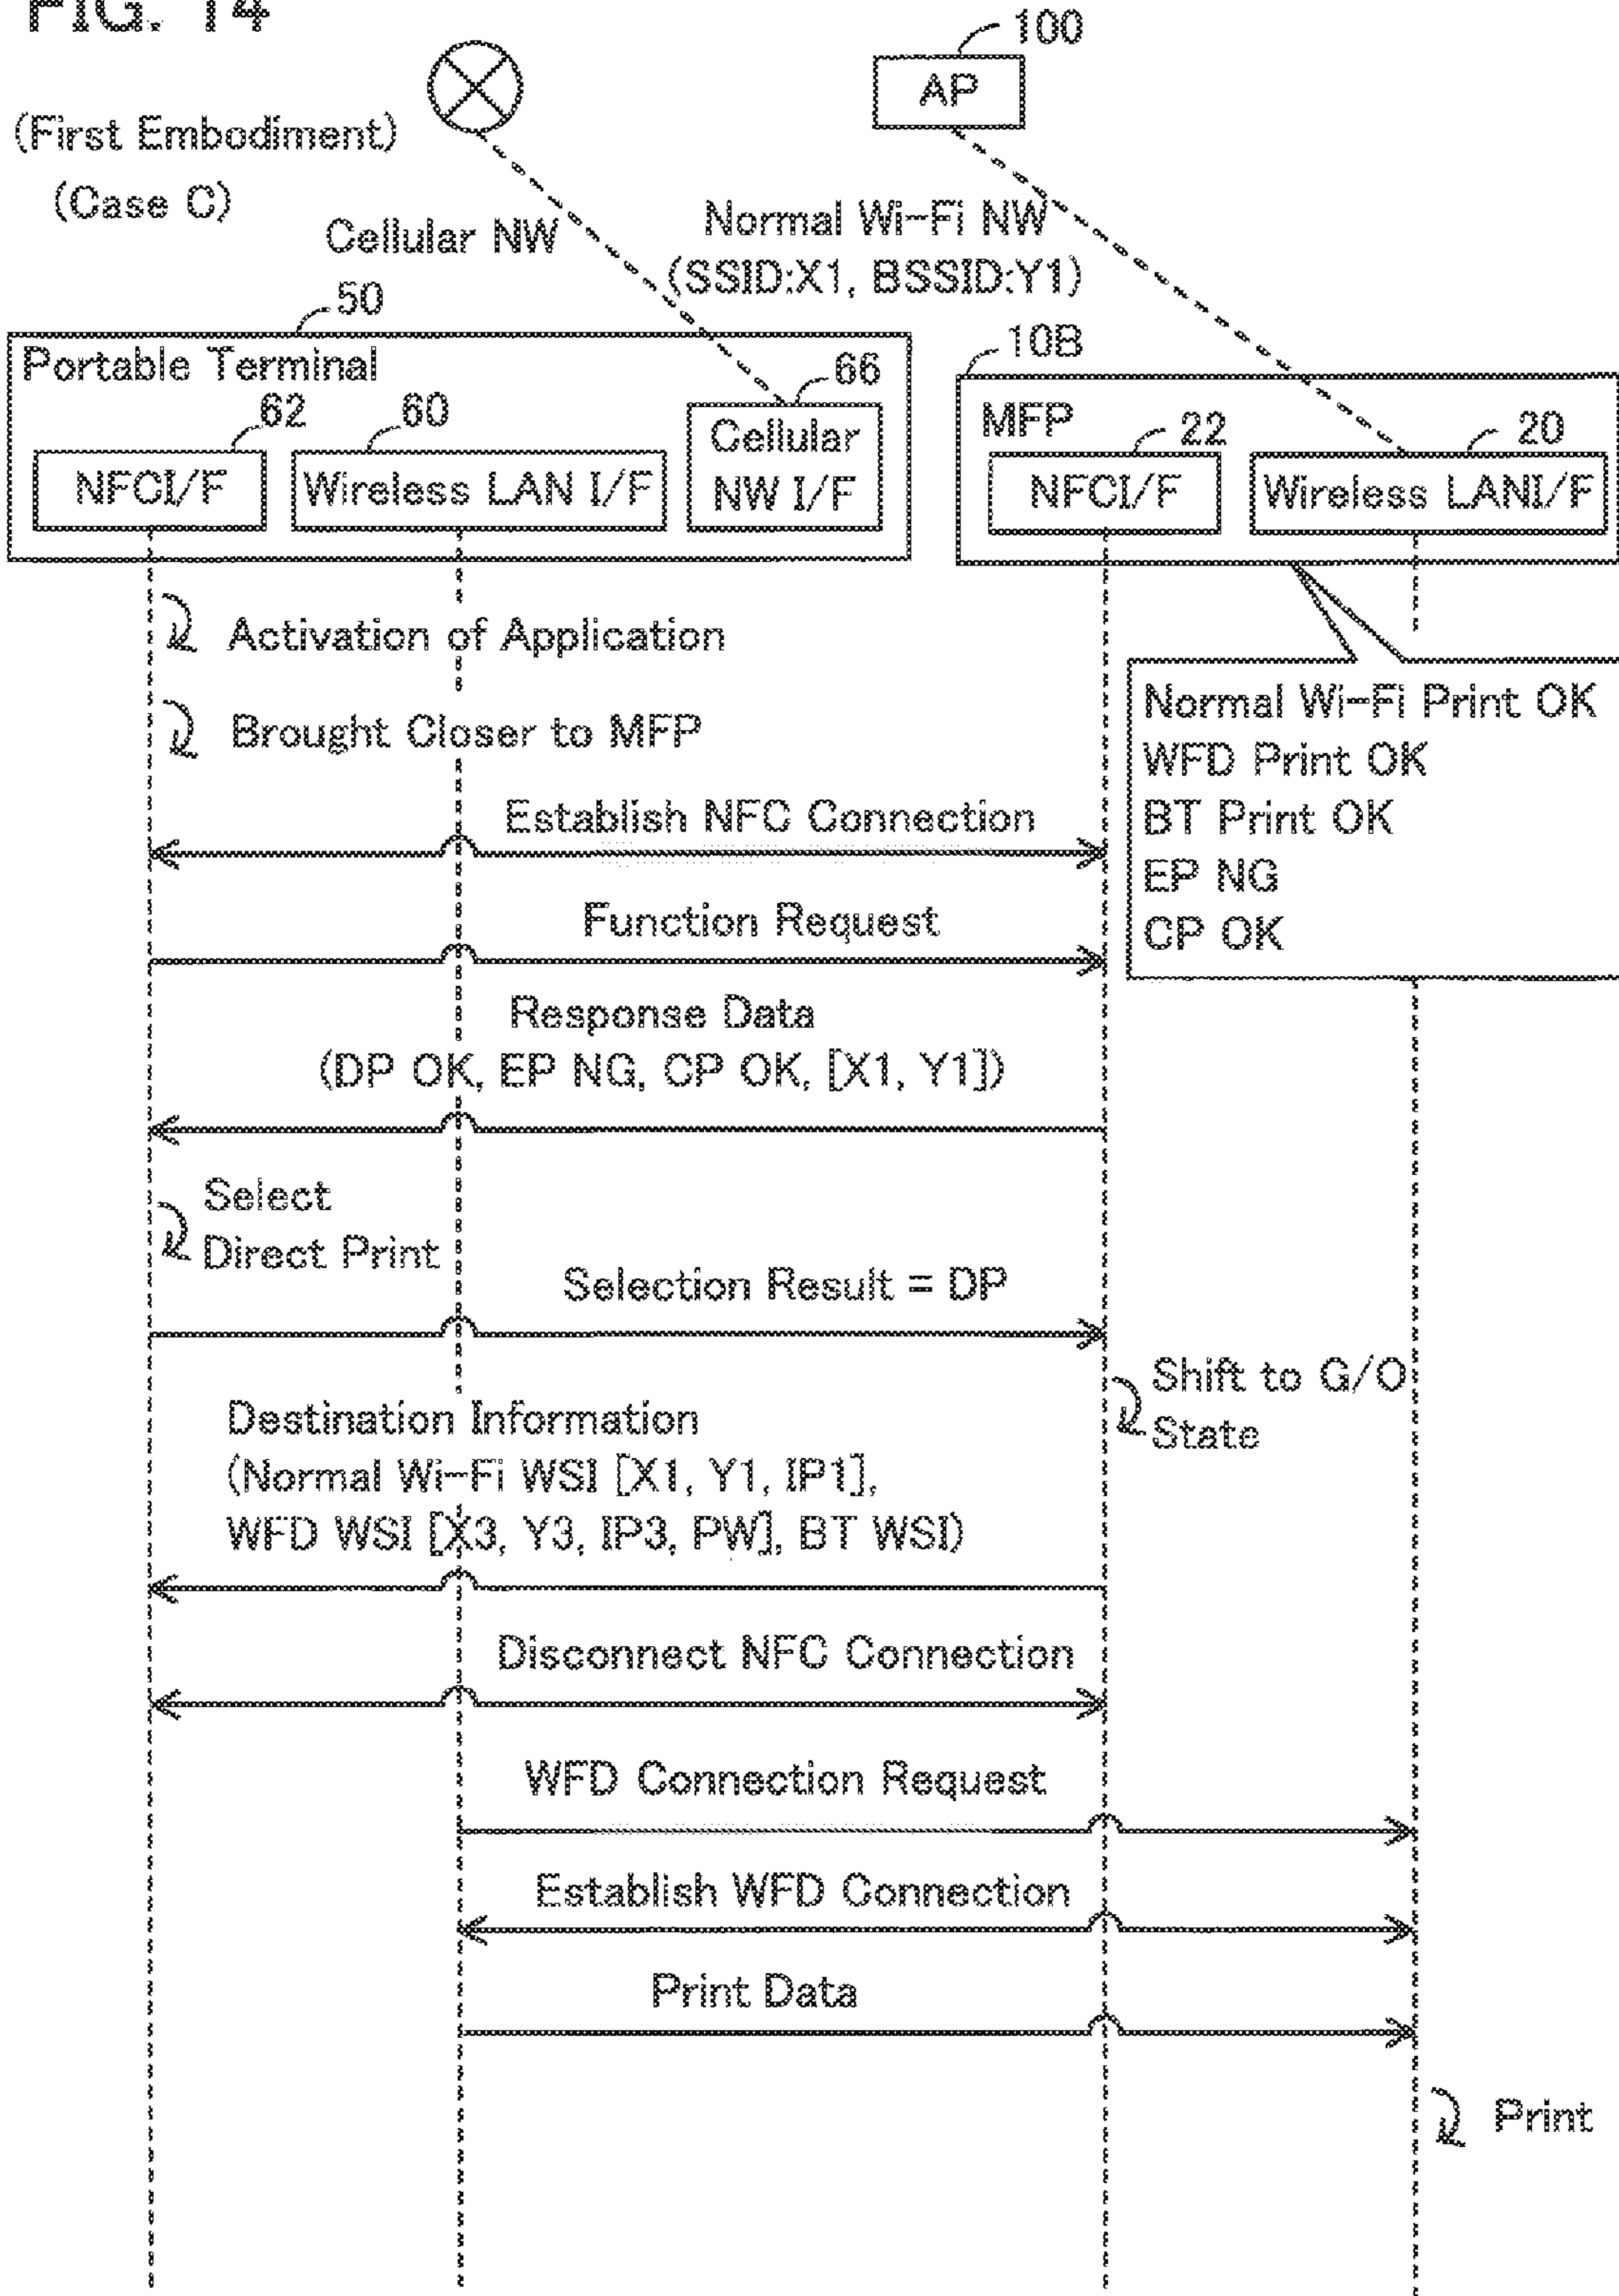 FIG. 14
(First Embodiment)
(Case C)
100
AP
Cellular NW
Normal Wi-Fi NW
(SSID:X1, BSSID:Y1)
50
Portable Terminal
62
NFCI/F
60
Wireless LAN I/F
66
Cellular
NW I/F
10B
MFP
22
NFCI/F
20
Wireless LANI/F
Activation of Application
Brought Closer to MFP
Normal Wi-Fi Print OK
WFD Print OK
BT Print OK
EP NG
CP OK
Establish NFC Connection
Function Request
Response Data
(DP OK, EP NG, CP OK, [X1, Y1])
Select
Direct Print
Selection Result = DP
Shift to G/O
State
Destination Information
(Normal Wi-Fi WSI [X1, Y1, IP1],
WFD WSI [X3, Y3, IP3, PW], BT WSI)
Disconnect NFC Connection
WFD Connection Request
Establish WFD Connection
Print Data
Print